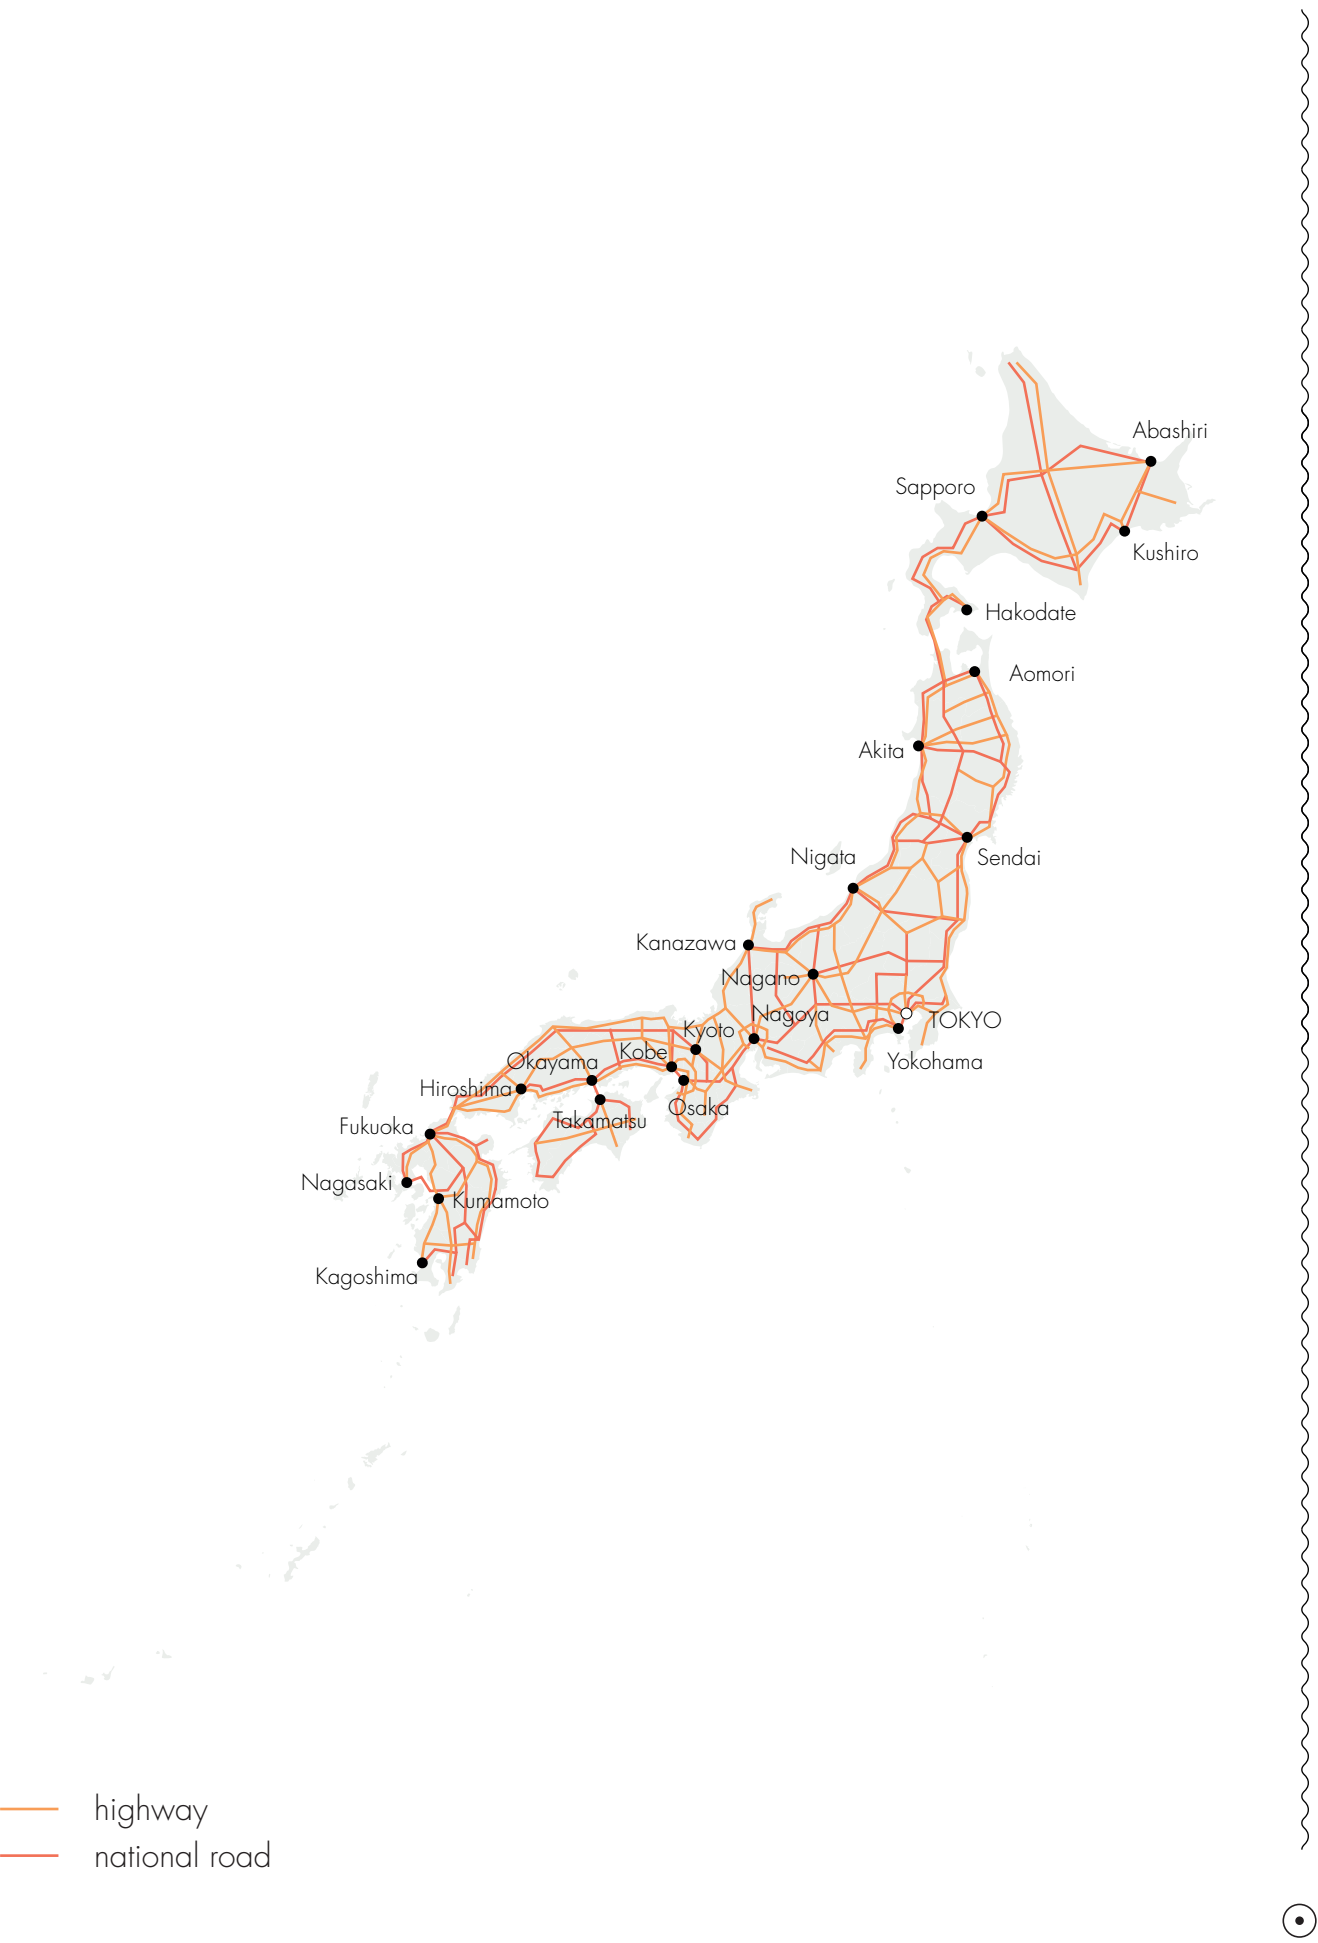 Abashiri
Sapporo
Kushiro
Hakodate
Aomori
Akita
Nigata
Sendai
Kanazawa
Nagano
Nagoya
TOKYO
Kyoto
Kobe
Okayama
Yokohama
Hiroshima
Osaka
Takamatsu
Fukuoka
Nagasaki
Kumamoto
Kagoshima
highway
national road